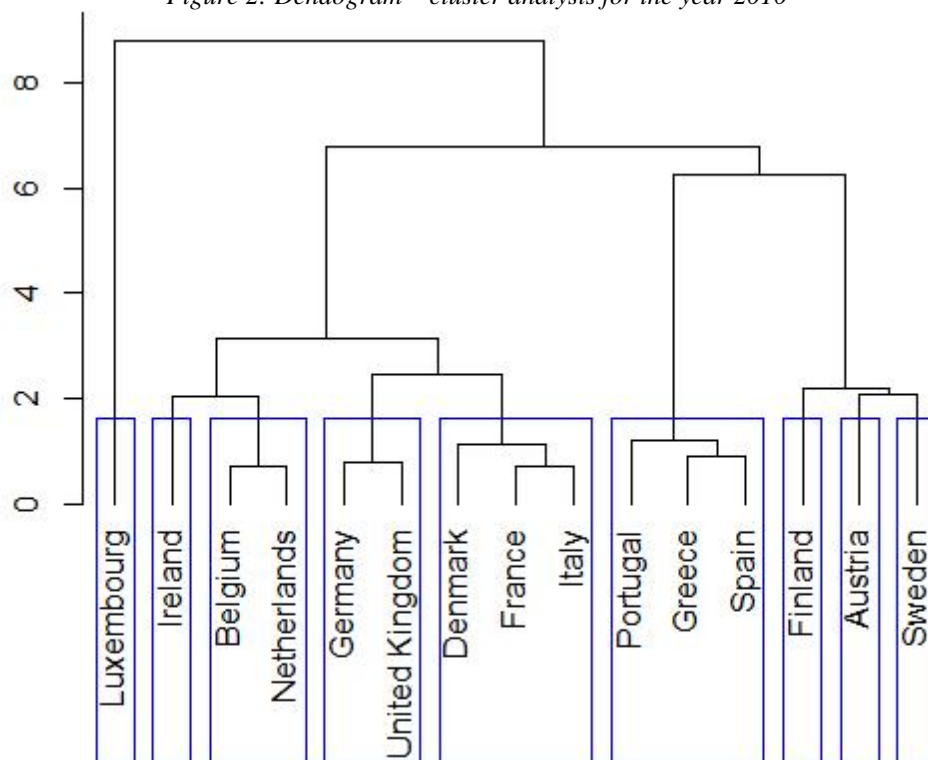 Figure 2: Dendogram – cluster analysis for the year
8
6
4
2
0
Luxembourg
Ireland
Belgium
Netherlands
Germany
United Kingdom
Denmark
France
Italy
Portugal
Greece
Spain
Finland
Austria
Sweden